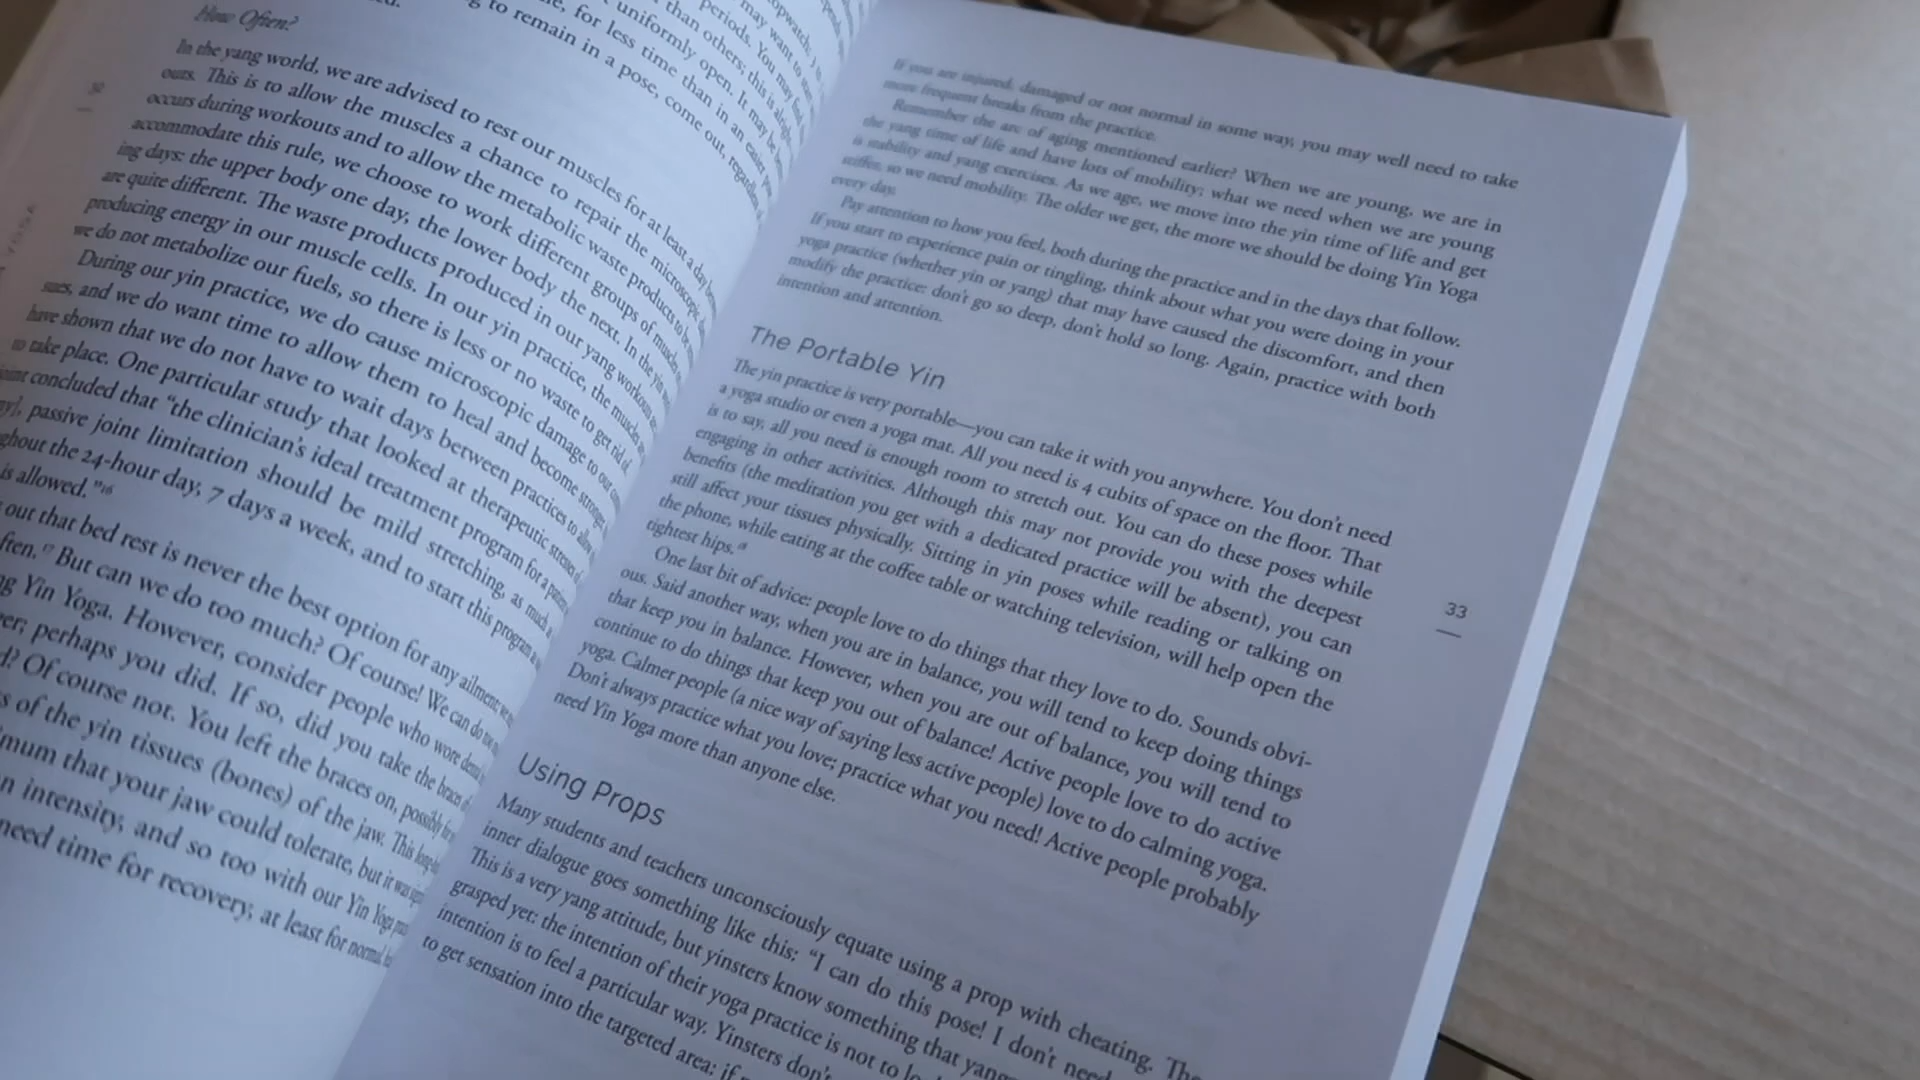 to remain in a pose, come out, regardless
How Often?
In the yang world, we are advised to rest our muscles for at least a day
ours. This is to allow the muscles a chance to repair the microscopic
occurs during workouts and to allow the metabolic waste products to be
accommodate this rule, we choose to work different groups of muscles
ing days: the upper body one day, the lower body the next. In the yin
are quite different. The waste products produced in our yang workouts
producing energy in our muscle cells. In our yin practice, the muscles
we do not metabolize our fuels, so there is less or no waste to get rid of.
During our yin practice, we do cause microscopic damage to our
sues, and we do want time to allow them to heal and become stronger
have shown that we do not have to wait days between practices to allow
to take place. One particular study that looked at therapeutic stresses
joint concluded that “the clinician’s ideal treatment program for a
passive joint limitation should be mild stretching, as much
ghout the 24-hour day, 7 days a week, and to start this program
is allowed.”16
out that bed rest is never the best option for any ailment
ften.17 But can we do too much? Of course! We can do
Yin Yoga. However, consider people who wore dental
perhaps you did. If so, did you take the braces
Of course not. You left the braces on, possibly
of the yin tissues (bones) of the jaw. This
mum that your jaw could tolerate, but it was
intensity, and so too with our Yin Yoga
need time for recovery; at least for normal
If you are injured, damaged or not normal in some way, you may well need to take
more frequent breaks from the practice.
Remember the arc of aging mentioned earlier? When we are young, we are in
the yang time of life and have lots of mobility; what we need when we are young
is stability and yang exercises. As we age, we move into the yin time of life and get
stiffer, so we need mobility. The older we get, the more we should be doing Yin Yoga
every day.
Pay attention to how you feel, both during the practice and in the days that follow.
If you start to experience pain or tingling, think about what you were doing in your
yoga practice (whether yin or yang) that may have caused the discomfort, and then
modify the practice: don’t go so deep, don’t hold so long. Again, practice with both
intention and attention.
The Portable Yin
The yin practice is very portable—you can take it with you anywhere. You don’t need
a yoga studio or even a yoga mat. All you need is 4 cubits of space on the floor. That
is to say, all you need is enough room to stretch out. You can do these poses while
engaging in other activities. Although this may not provide you with the deepest
benefits (the meditation you get with a dedicated practice will be absent), you can
still affect your tissues physically. Sitting in yin poses while reading or talking on
the phone, while eating at the coffee table or watching television, will help open the
tightest hips.18
One last bit of advice: people love to do things that they love to do. Sounds obvi-
ous. Said another way, when you are in balance, you will tend to keep doing things
that keep you in balance. However, when you are out of balance, you will tend to
continue to do things that keep you out of balance! Active people love to do active
yoga. Calmer people (a nice way of saying less active people) love to do calming yoga.
Don’t always practice what you love; practice what you need! Active people probably
need Yin Yoga more than anyone else.
Using Props
Many students and teachers unconsciously equate using a prop with cheating. The
inner dialogue goes something like this: “I can do this pose! I don’t need
This is a very yang attitude, but yinsters know something that yang
grasped yet: the intention of their yoga practice is not to
intention is to feel a particular way. Yinsters don’t
to get sensation into the targeted area; if
33